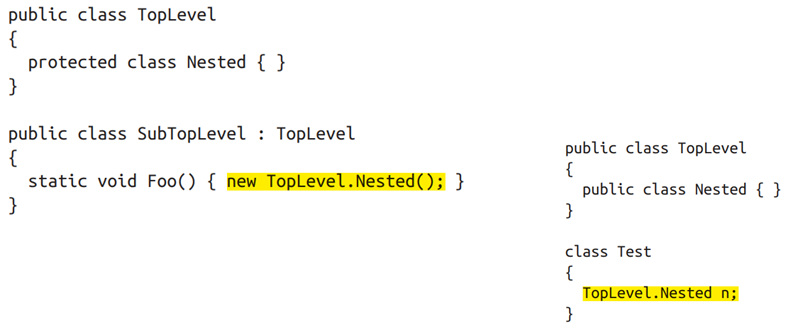 public class TopLevel
{
  protected class Nested { }
}
public class SubTopLevel : TopLevel
{
  static void Foo() { new TopLevel.Nested(); }
}
public class TopLevel
{
  public class Nested { }
}
class Test
{
  TopLevel.Nested n;
}